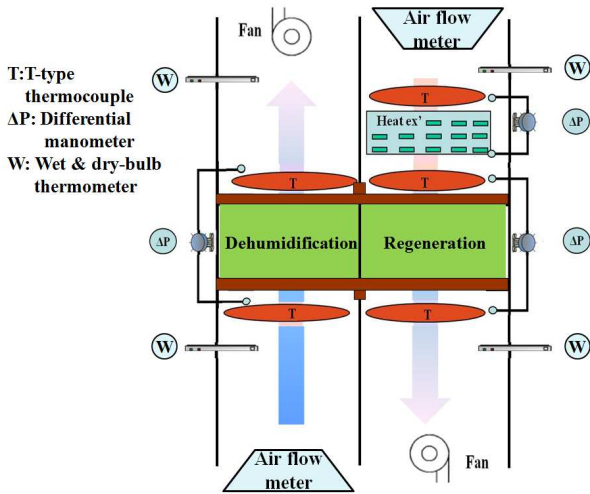 Fan
Air flow
meter
T:T-type
thermocouple
ΔP: Differential
manometer
W: Wet & dry-bulb
thermometer
W
W
T
Heat ex'
ΔP
T
T
ΔP
Dehumidification
Regeneration
ΔP
T
T
W
W
Air flow
meter
Fan